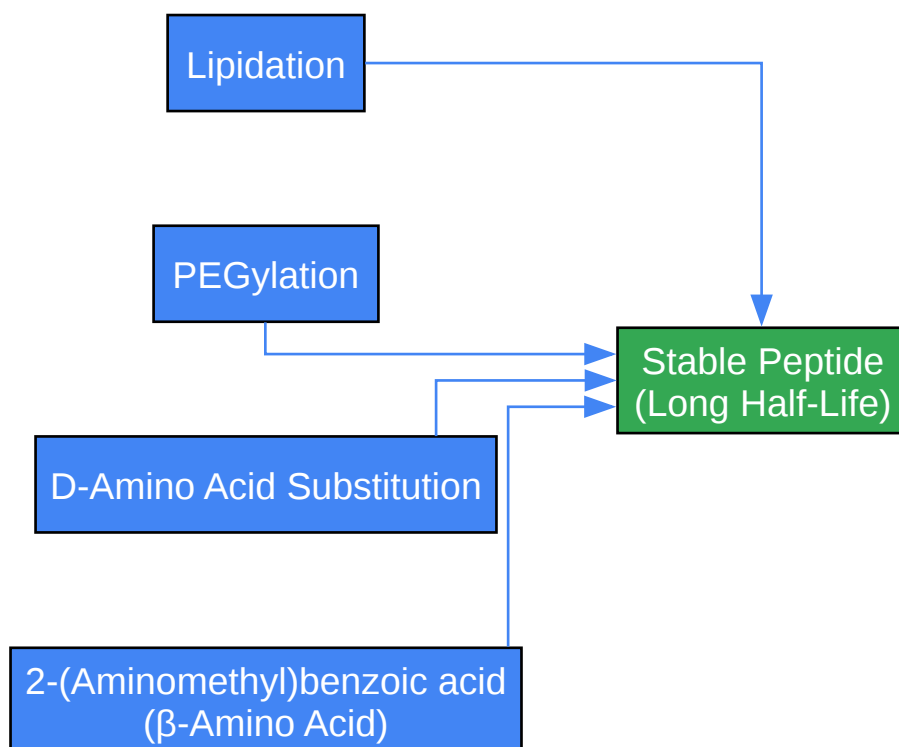 Lipidation
PEGylation
Stable Peptide
(Long Half-Life)
D-Amino Acid Substitution
2-(Aminomethyl)benzoic acid
(β-Amino Acid)